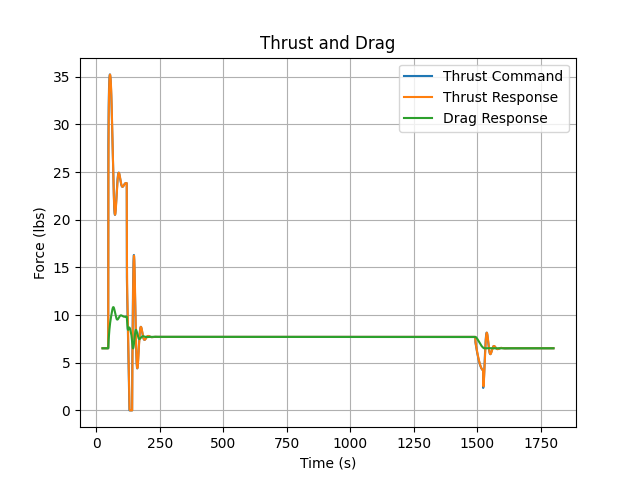 Thrust and Drag
Thrust Command
Thrust Response
Drag Response
Force (lbs)
35
30
25
20
15
10
5
0
0 250 500 750 1000 1250 1500 1750
Time (s)